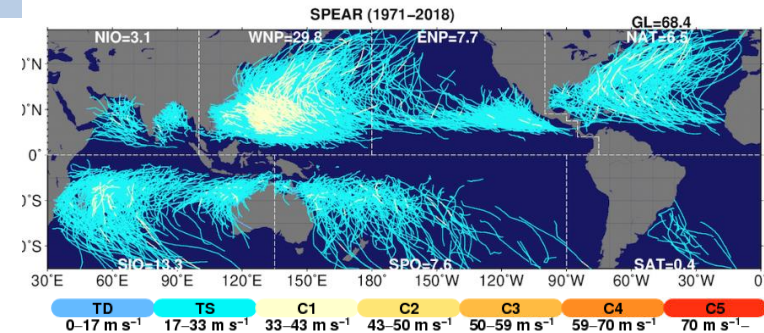 SPEAR (1971–2018)
GL=68.4
NIO=3.1 WNP=29.8 ENP=7.7 NAT=6.5
°N
0°N
0°
0°S
0°S
SIO=13.3 SPO=7.6 SAT=0.4
30°E 60°E 90°E 120°E 150°E 180° 150°W 120°W 90°W 60°W 30°W 0°
TD TS C1 C2 C3 C4 C5
0–17 m s⁻¹ 17–33 m s⁻¹ 33–43 m s⁻¹ 43–50 m s⁻¹ 50–59 m s⁻¹ 59–70 m s⁻¹ 70 m s⁻¹–